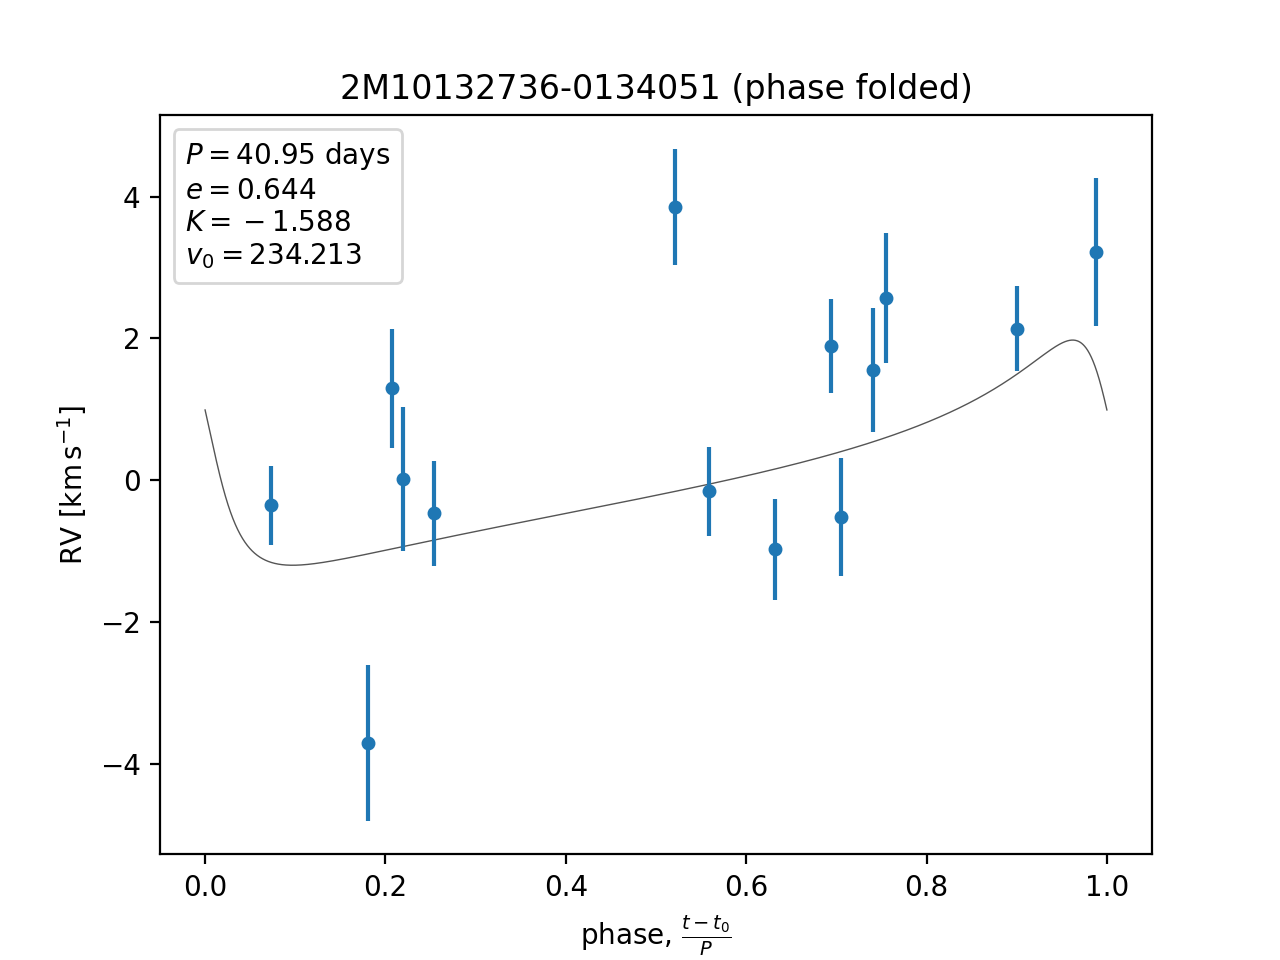 2M10132736-0134051 (phase folded)
P = 40.95 days
e = 0.644
K = −1.588
v₀ = 234.213
RV [km s⁻¹]
4
2
0
−2
−4
0.0 0.2 0.4 0.6 0.8 1.0
phase, (t − t₀)/P